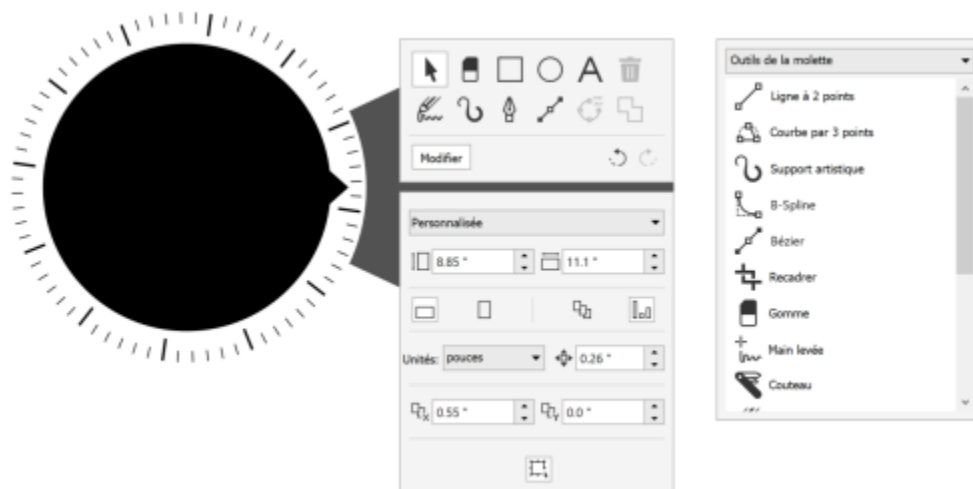 A
Modifier
Personnalisée
8.85 "
11.1 "
Unités: pouces
0.26 "
X 0.55 "
Y 0.0 "
Outils de la molette
Ligne à 2 points
Courbe par 3 points
Support artistique
B-Spline
Bézier
Recadrer
Gomme
Main levée
Couteau